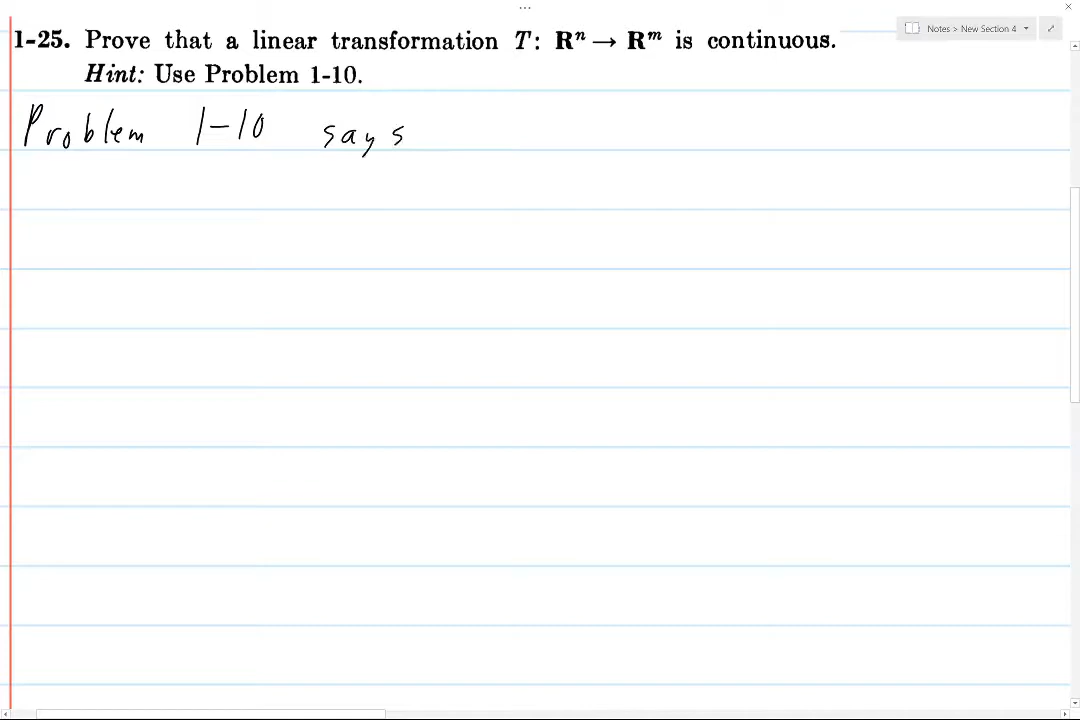 Notes > New Section 4
1-25. Prove that a linear transformation T: Rⁿ → Rᵐ is continuous.
Hint: Use Problem 1-10.
Problem 1-10 says